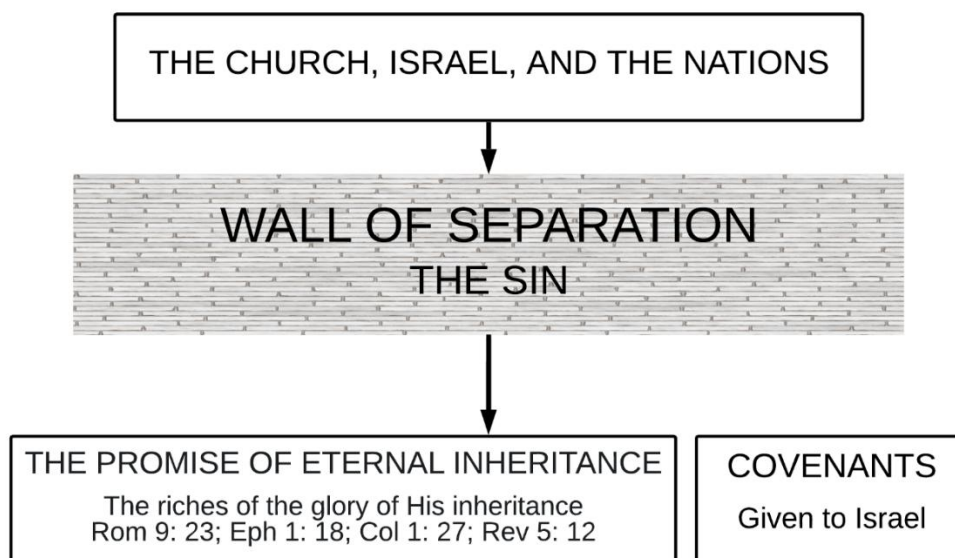 THE CHURCH, ISRAEL, AND THE NATIONS
WALL OF SEPARATION
THE SIN
THE PROMISE OF ETERNAL INHERITANCE
The riches of the glory of His inheritance
Rom 9: 23; Eph 1: 18; Col 1: 27; Rev 5: 12
COVENANTS
Given to Israel